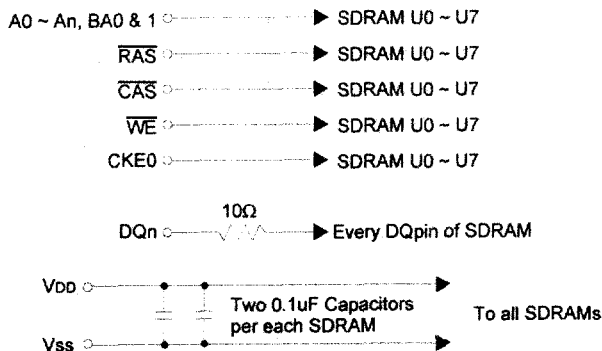 A0 ~ An, BA0 & 1 SDRAM U0 ~ U7
RAS SDRAM U0 ~ U7
CAS SDRAM U0 ~ U7
WE SDRAM U0 ~ U7
CKE0 SDRAM U0 ~ U7
10Ω
DQn Every DQpin of SDRAM
VDD
Two 0.1uF Capacitors
per each SDRAM
To all SDRAMs
Vss